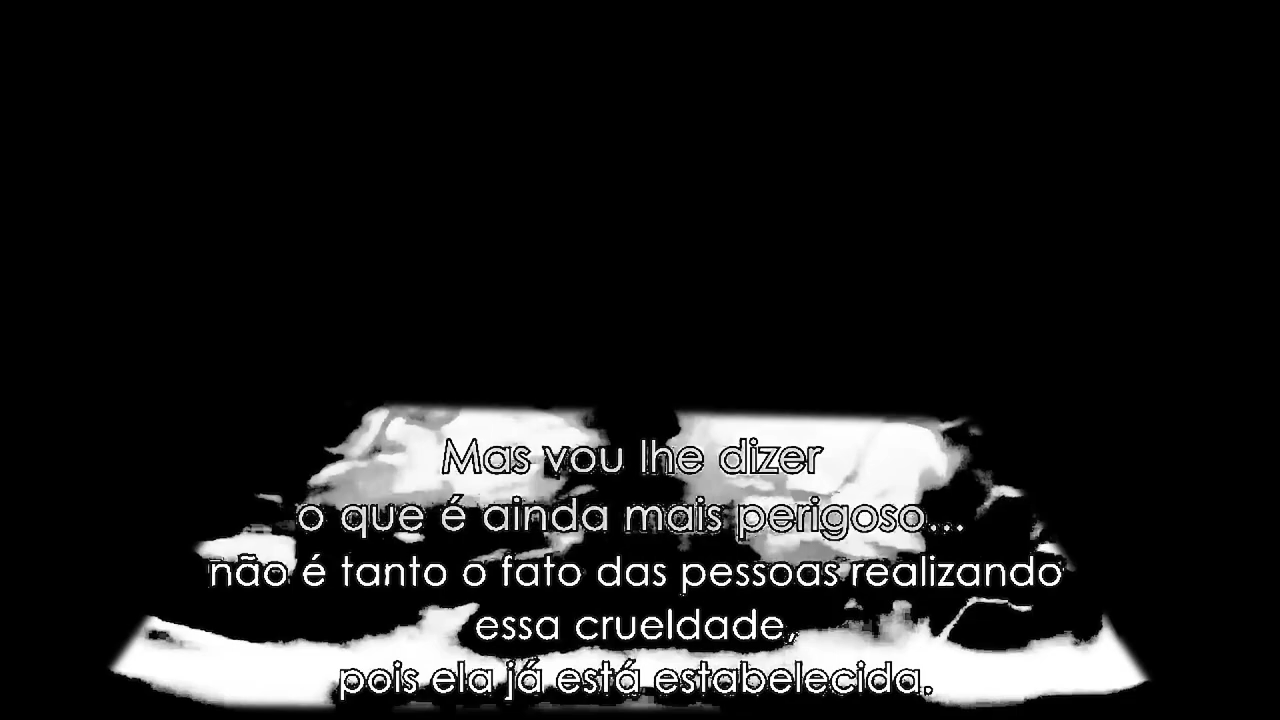 Mas vou lhe dizer
o que é ainda mais perigoso...
não é tanto o fato das pessoas realizando
essa crueldade,
pois ela já está estabelecida.